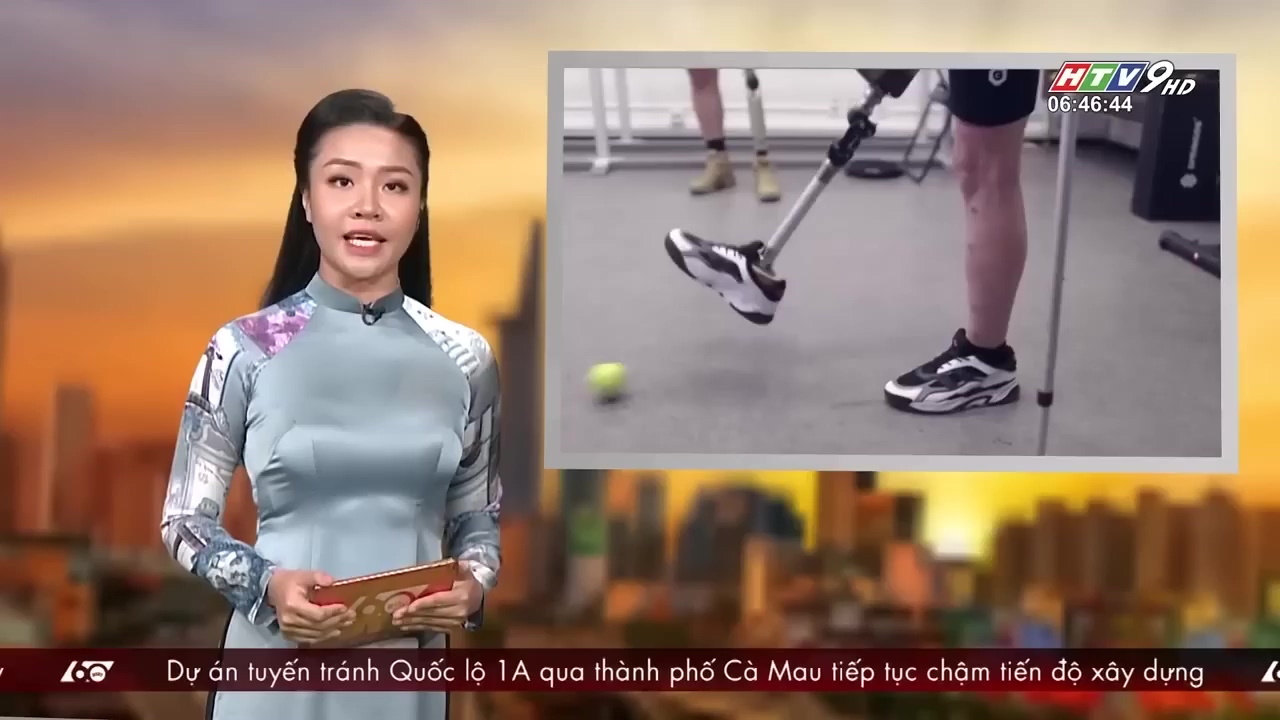 HTV9HD
06:46:44
60
Dự án tuyến tránh Quốc lộ 1A qua thành phố Cà Mau tiếp tục chậm tiến độ xây dựng